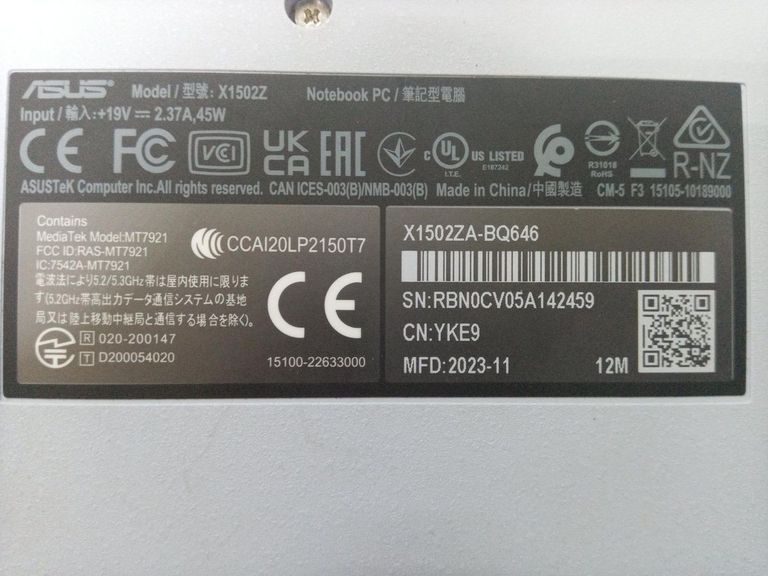 ASUS Model / 型號: X1502Z Notebook PC / 筆記型電腦
Input / 輸入: +19V ⎓ 2.37A, 45W
CE FC VCCI UK CA EAC c UL US LISTED I.T.E. E187242 R31018 RoHS R-NZ
ASUSTeK Computer Inc.All rights reserved. CAN ICES-003(B)/NMB-003(B) Made in China/中國製造 CM-5 F3 15105-10189000
Contains
MediaTek Model:MT7921
FCC ID:RAS-MT7921
IC:7542A-MT7921
CCAI20LP2150T7
電波法により5.2/5.3GHz帯は屋内使用に限りま
す(5.2GHz帯高出力データ通信システムの基地
局又は陸上移動中継局と通信する場合を除く)。
R 020-200147
T D200054020
CE
15100-22633000
X1502ZA-BQ646
SN:RBN0CV05A142459
CN:YKE9
MFD:2023-11 12M